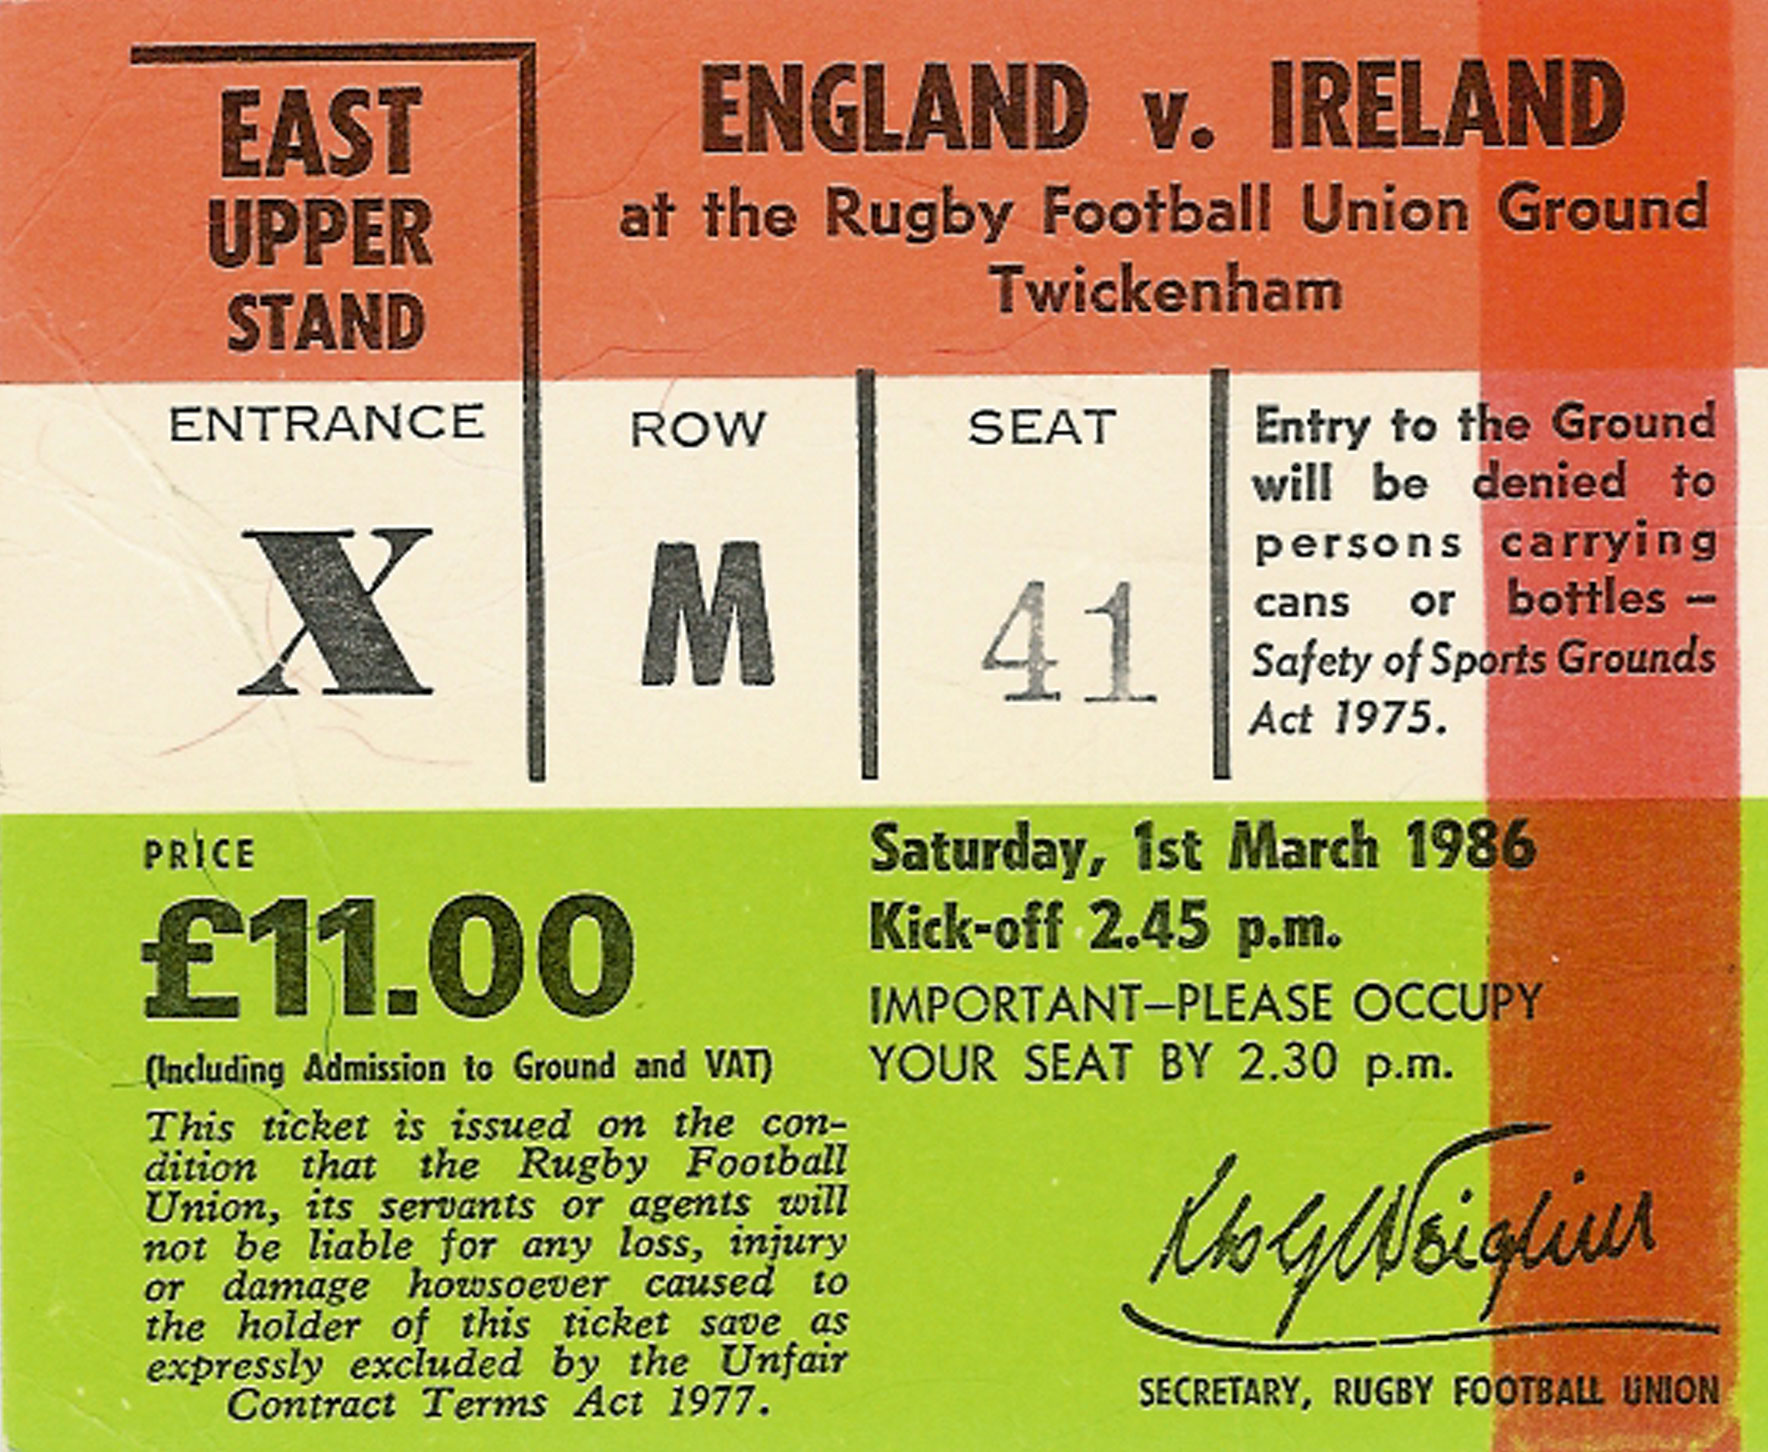 EAST
UPPER
STAND
ENGLAND v. IRELAND
at the Rugby Football Union Ground
Twickenham
ENTRANCE
X
ROW
M
SEAT
41
Entry to the Ground
will be denied to
persons carrying
cans or bottles –
Safety of Sports Grounds
Act 1975.
PRICE
£11.00
(Including Admission to Ground and VAT)
This ticket is issued on the con-
dition that the Rugby Football
Union, its servants or agents will
not be liable for any loss, injury
or damage howsoever caused to
the holder of this ticket save as
expressly excluded by the Unfair
Contract Terms Act 1977.
Saturday, 1st March 1986
Kick-off 2.45 p.m.
IMPORTANT–PLEASE OCCUPY
YOUR SEAT BY 2.30 p.m.
SECRETARY, RUGBY FOOTBALL UNION